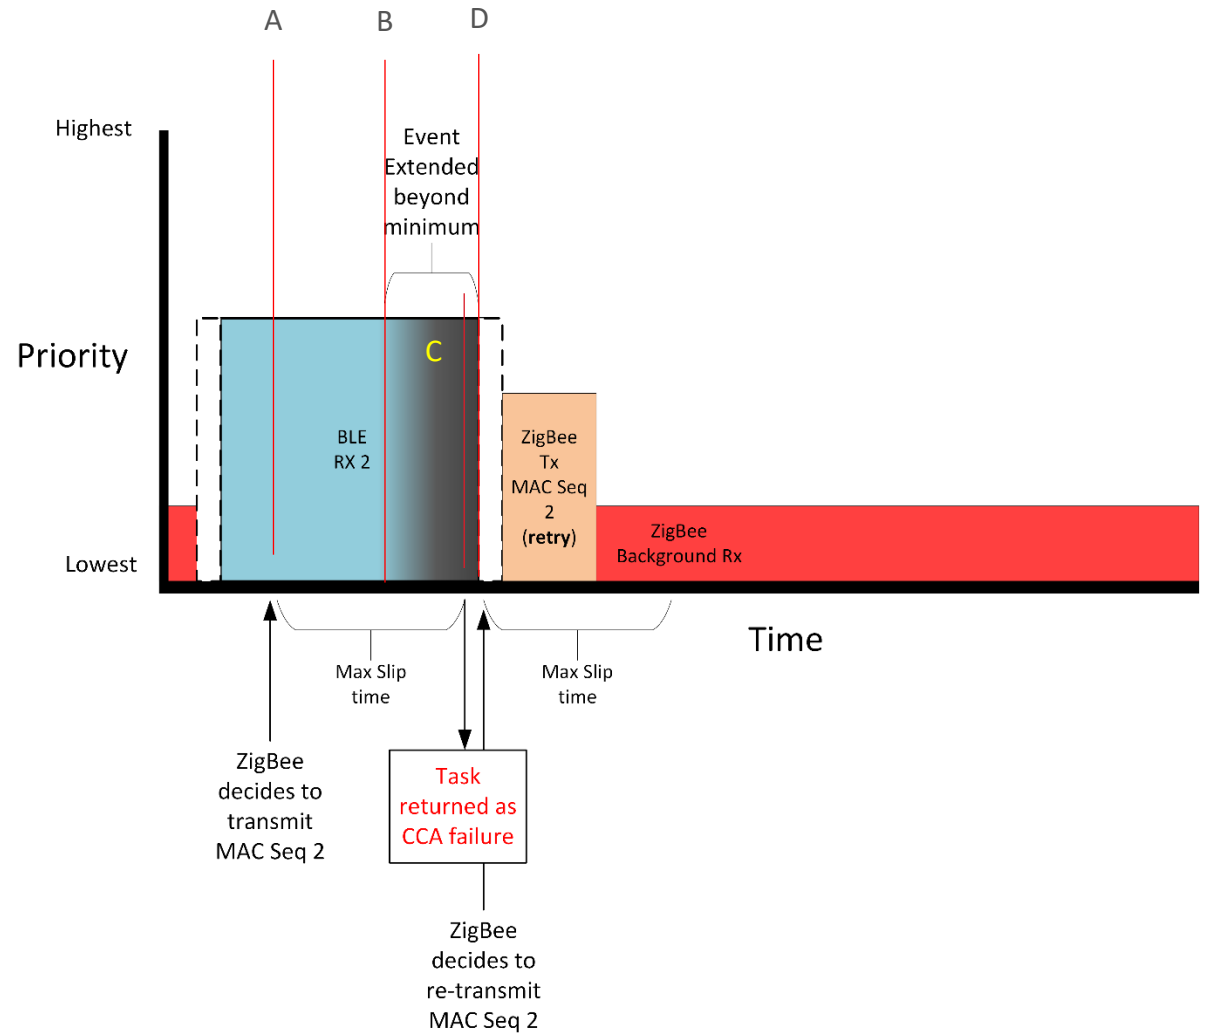 A
B
D
Highest
Event
Extended
beyond
minimum
Priority
C
BLE
RX 2
ZigBee
Tx
MAC Seq
2
(retry)
ZigBee
Background Rx
Lowest
Time
Max Slip
time
Max Slip
time
ZigBee
decides to
transmit
MAC Seq 2
Task
returned as
CCA failure
ZigBee
decides to
re-transmit
MAC Seq 2